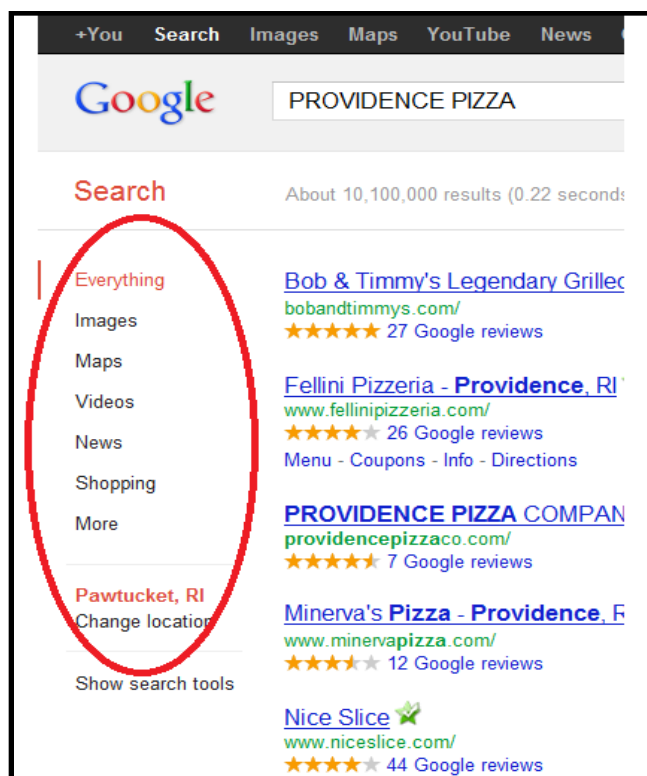 +You Search Images Maps YouTube News
Google PROVIDENCE PIZZA
Search About 10,100,000 results (0.22 seconds
Everything
Images
Maps
Videos
News
Shopping
More
Pawtucket, RI
Change location
Show search tools
Bob & Timmy's Legendary Grilled
bobandtimmys.com/
27 Google reviews
Fellini Pizzeria - Providence, RI
www.fellinipizzeria.com/
26 Google reviews
Menu - Coupons - Info - Directions
PROVIDENCE PIZZA COMPAN
providencepizzaco.com/
7 Google reviews
Minerva's Pizza - Providence, R
www.minervapizza.com/
12 Google reviews
Nice Slice
www.niceslice.com/
44 Google reviews